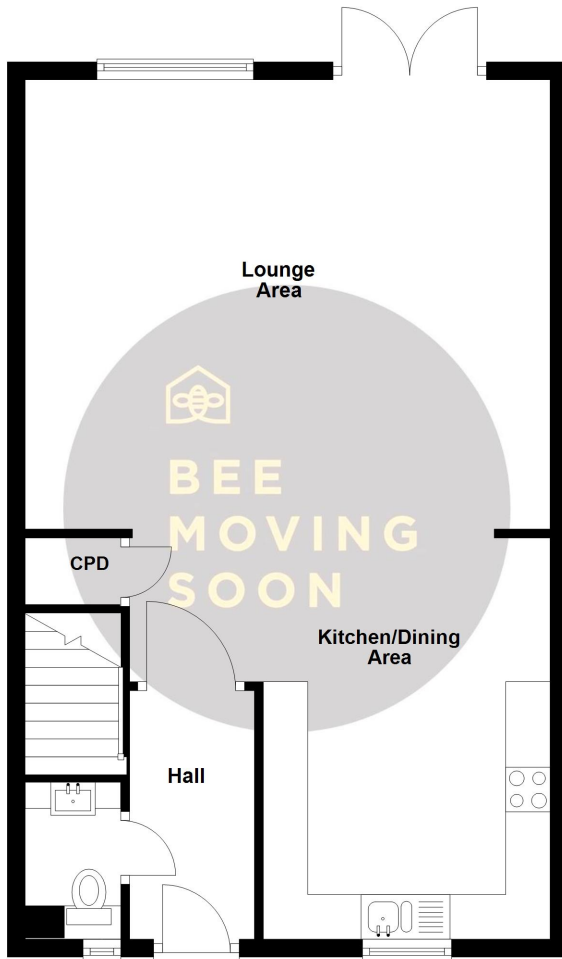 Lounge
Area
BEE
MOVING
SOON
CPD
Kitchen/Dining
Area
Hall